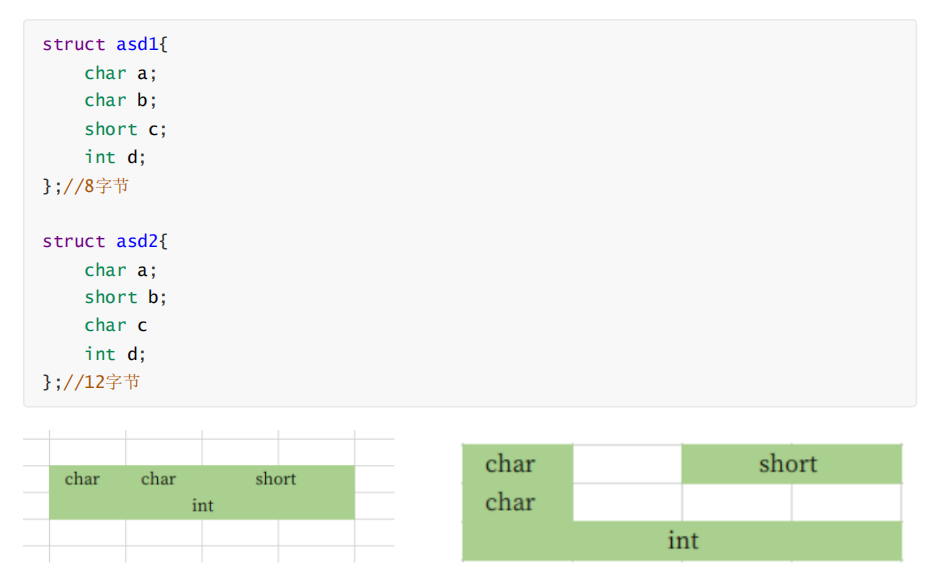 struct asd1{
char a;
char b;
short c;
int d;
};//8字节
struct asd2{
char a;
short b;
char c
int d;
};//12字节
char char short
int
char short
char
int